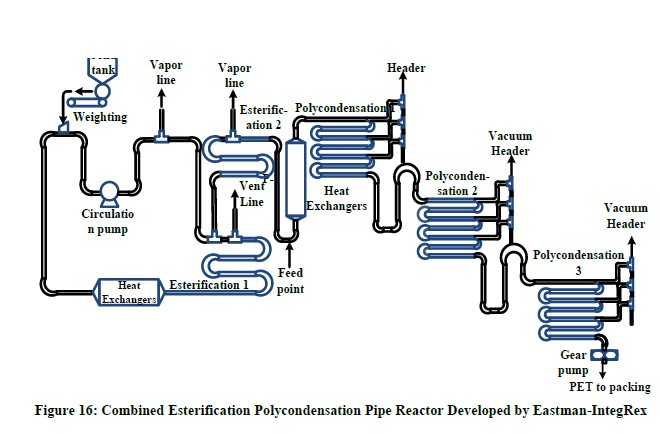 tank
Weighting
Vapor
line
Vapor
line
Header
Esterific-
ation 2
Polycondensation 1
Vacuum
Header
Circulatio
n pump
Vent
Line
Heat
Exchangers
Polyconden-
sation 2
Vacuum
Header
Heat
Exchangers
Esterification 1
Feed
point
Polycondensation
3
Gear
pump
PET to packing
Figure 16: Combined Esterification Polycondensation Pipe Reactor Developed by Eastman-IntegRex